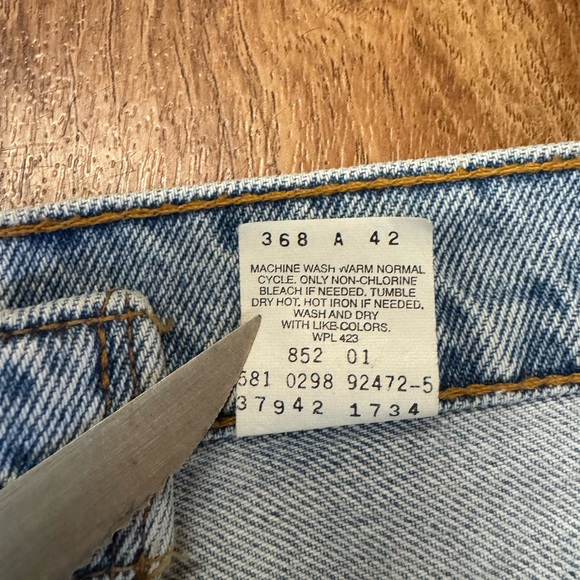 368 A 42
MACHINE WASH WARM NORMAL
CYCLE. ONLY NON-CHLORINE
BLEACH IF NEEDED. TUMBLE
DRY HOT. HOT IRON IF NEEDED.
WASH AND DRY
WITH LIKE COLORS.
WPL 423
852 01
581 0298 92472-5
37942 1734